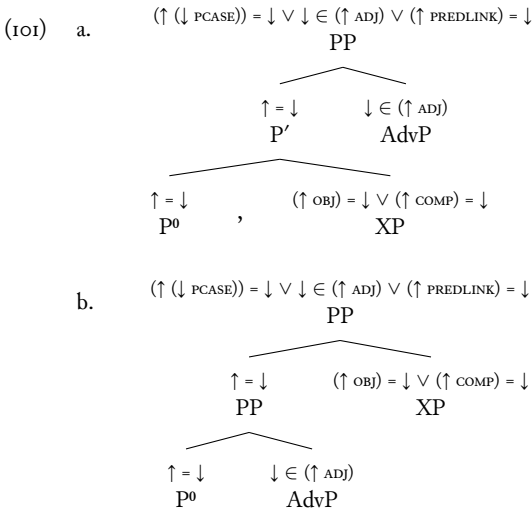 (101) a. (↑ (↓ PCASE)) = ↓ ∨ ↓ ∈ (↑ ADJ) ∨ (↑ PREDLINK) = ↓
PP
↑ = ↓ ↓ ∈ (↑ ADJ)
P′ AdvP
↑ = ↓ , (↑ OBJ) = ↓ ∨ (↑ COMP) = ↓
P⁰ XP
b. (↑ (↓ PCASE)) = ↓ ∨ ↓ ∈ (↑ ADJ) ∨ (↑ PREDLINK) = ↓
PP
↑ = ↓ (↑ OBJ) = ↓ ∨ (↑ COMP) = ↓
PP XP
↑ = ↓ ↓ ∈ (↑ ADJ)
P⁰ AdvP